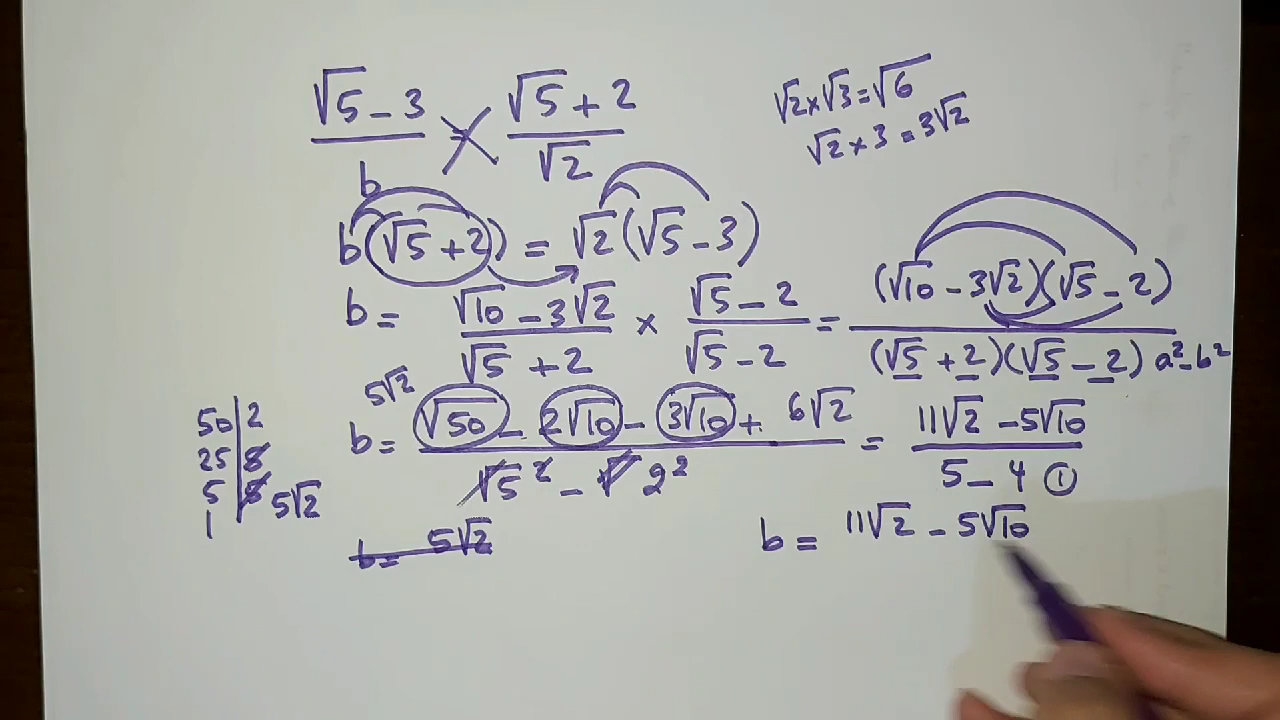 (√5 - 3)/b = (√5 + 2)/√2
√2 × √3 = √6
√2 × 3 = 3√2
b(√5 + 2) = √2(√5 - 3)
b = (√10 - 3√2)/(√5 + 2) × (√5 - 2)/(√5 - 2) = (√10 - 3√2)(√5 - 2)/(√5 + 2)(√5 - 2) a² - b²
5√2
b = (√50 - 2√10 - 3√10 + 6√2)/(√5² - 2²) = (11√2 - 5√10)/(5 - 4) ①
50 | 2
25 | 5
5 | 5 5√2
1
b = 5√2
b = 11√2 - 5√10